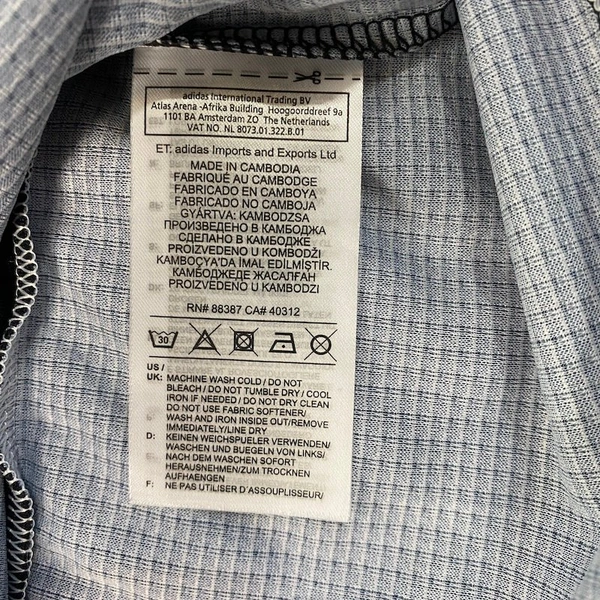 adidas International Trading BV
Atlas Arena -Afrika Building Hoogoorddreef 9a
1101 BA Amsterdam ZO The Netherlands
VAT NO. NL 8073.01.322.B.01
ET: adidas Imports and Exports Ltd
MADE IN CAMBODIA
FABRIQUÉ AU CAMBODGE
FABRICADO EN CAMBOYA
FABRICADO NO CAMBOJA
GYÁRTVA: KAMBODZSA
ПРОИЗВЕДЕНО В КАМБОДЖА
СДЕЛАНО В КАМБОДЖЕ
PROIZVEDENO U KOMBODŽI
KAMBOÇYA'DA İMAL EDİLMİŞTİR.
КАМБОДЖЕДЕ ЖАСАЛҒАН
PROIZVEDENO U KAMBODZI
RN# 88387 CA# 40312
30
US /
UK: MACHINE WASH COLD / DO NOT
BLEACH / DO NOT TUMBLE DRY / COOL
IRON IF NEEDED / DO NOT DRY CLEAN
DO NOT USE FABRIC SOFTENER/
WASH AND IRON INSIDE OUT/REMOVE
IMMEDIATELY/LINE DRY
D: KEINEN WEICHSPUELER VERWENDEN/
WASCHEN UND BUEGELN VON LINKS/
NACH DEM WASCHEN SOFORT
HERAUSNEHMEN/ZUM TROCKNEN
AUFHAENGEN
F: NE PAS UTILISER D'ASSOUPLISSEUR/